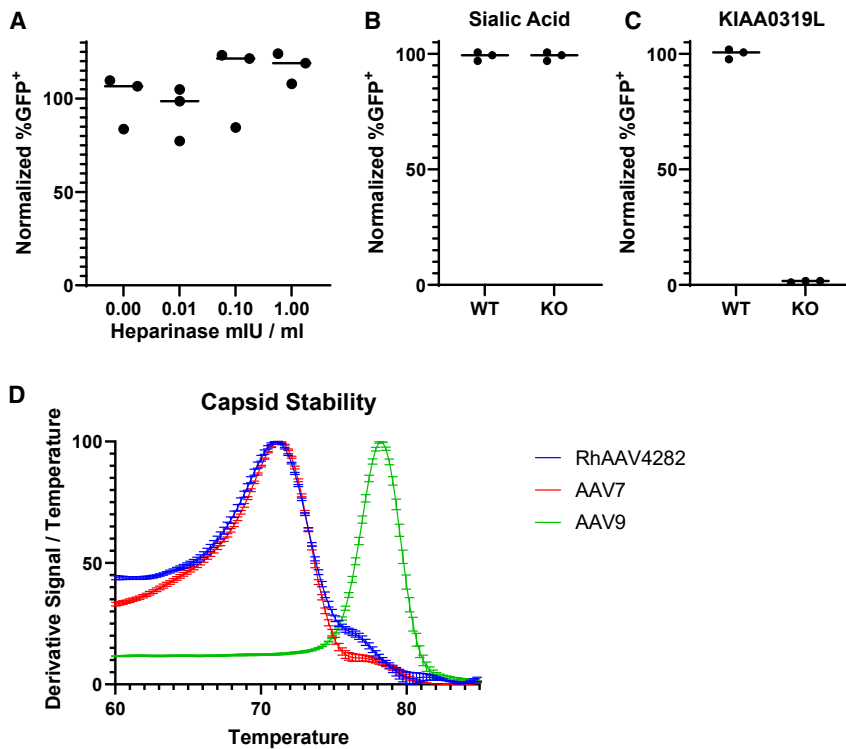 A
Normalized %GFP+
100
50
0
0.00 0.01 0.10 1.00
Heparinase mIU / ml
B
Sialic Acid
Normalized %GFP+
100
50
0
WT KO
C
KIAA0319L
Normalized %GFP+
100
50
0
WT KO
D
Capsid Stability
Derivative Signal / Temperature
100
50
0
60 70 80
Temperature
RhAAV4282
AAV7
AAV9